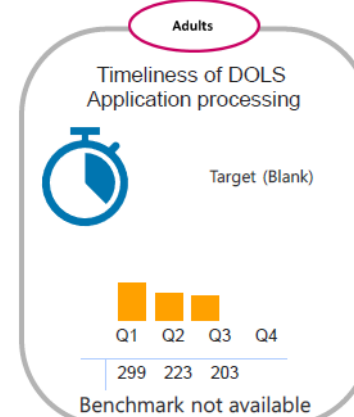 Adults
Timeliness of DOLS
Application processing
Target (Blank)
Q1 Q2 Q3 Q4
299 223 203
Benchmark not available